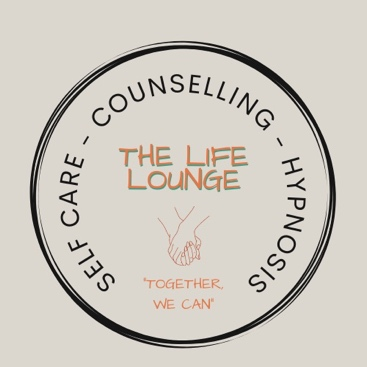 SELF CARE - COUNSELLING - HYPNOSIS
THE LIFE
LOUNGE
"TOGETHER,
WE CAN"